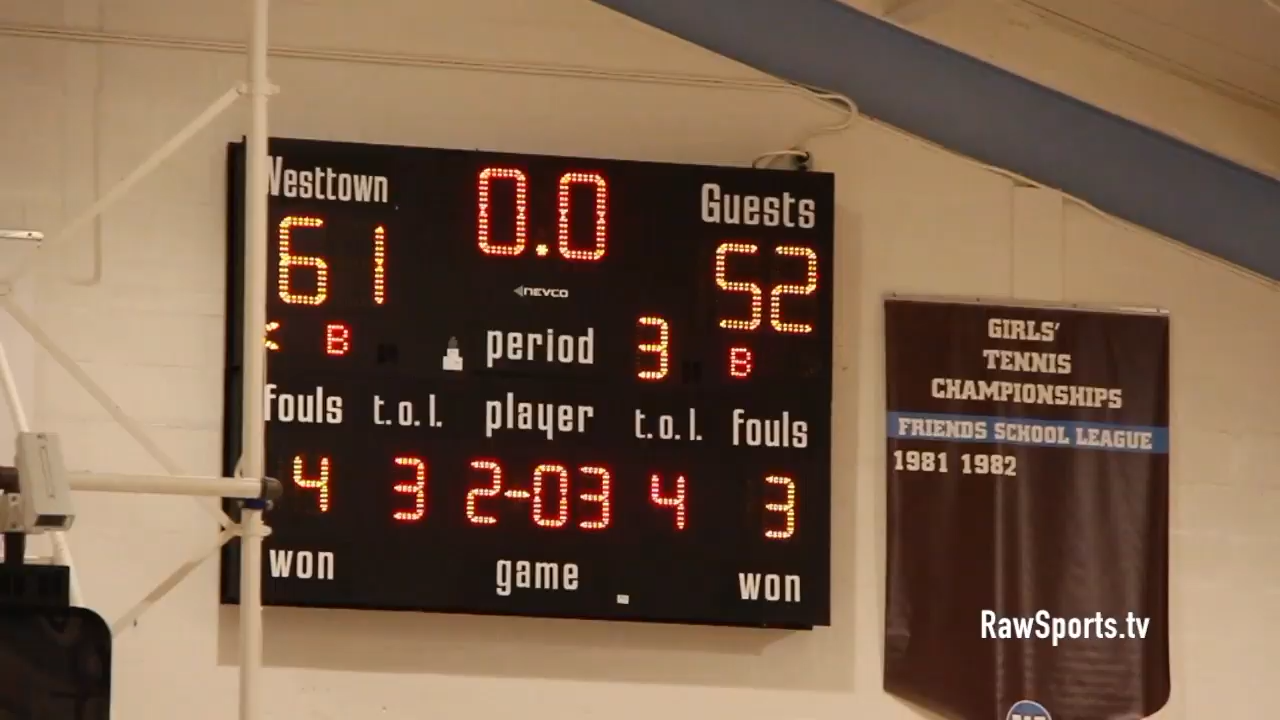 Westtown 0.0 Guests
61 52
NEVCO
B period 3 B
fouls t.o.l. player t.o.l. fouls
4 3 2-03 4 3
won game won
GIRLS'
TENNIS
CHAMPIONSHIPS
FRIENDS SCHOOL LEAGUE
1981 1982
RawSports.tv